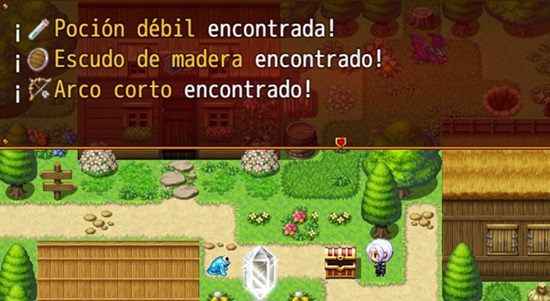 ¡Poción débil encontrada!
¡Escudo de madera encontrado!
¡Arco corto encontrado!